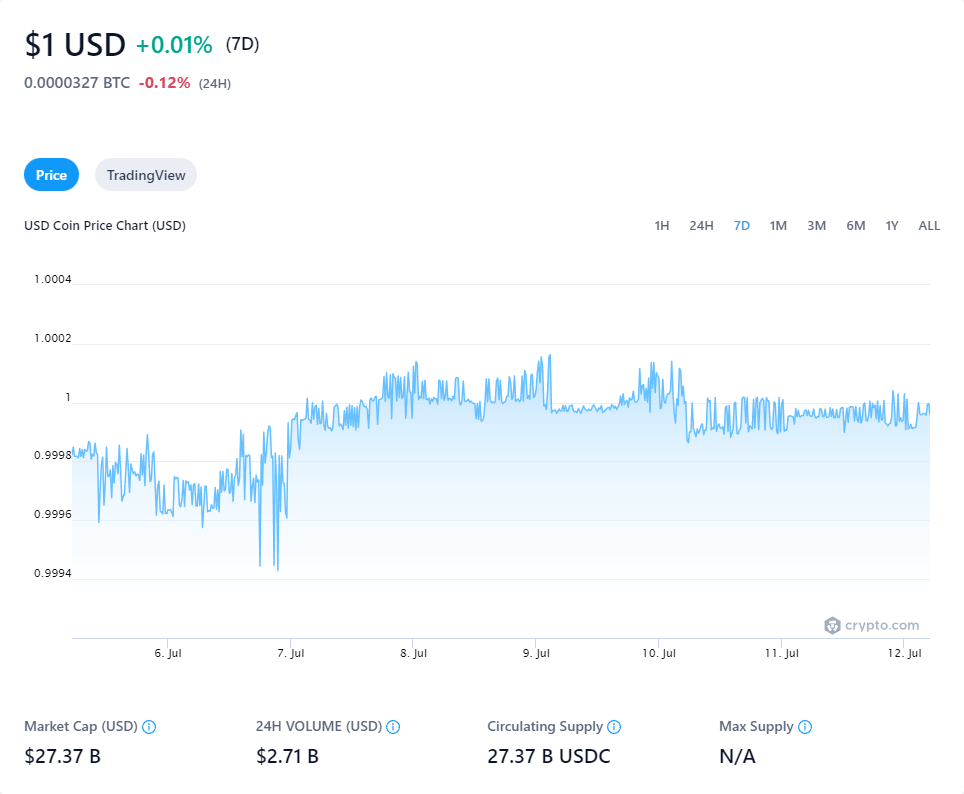 $1 USD +0.01% (7D)
0.0000327 BTC -0.12% (24H)
Price TradingView
USD Coin Price Chart (USD) 1H 24H 7D 1M 3M 6M 1Y ALL
1.0004
1.0002
1
0.9998
0.9996
0.9994
crypto.com
6. Jul 7. Jul 8. Jul 9. Jul 10. Jul 11. Jul 12. Jul
Market Cap (USD) 24H VOLUME (USD) Circulating Supply Max Supply
$27.37 B $2.71 B 27.37 B USDC N/A